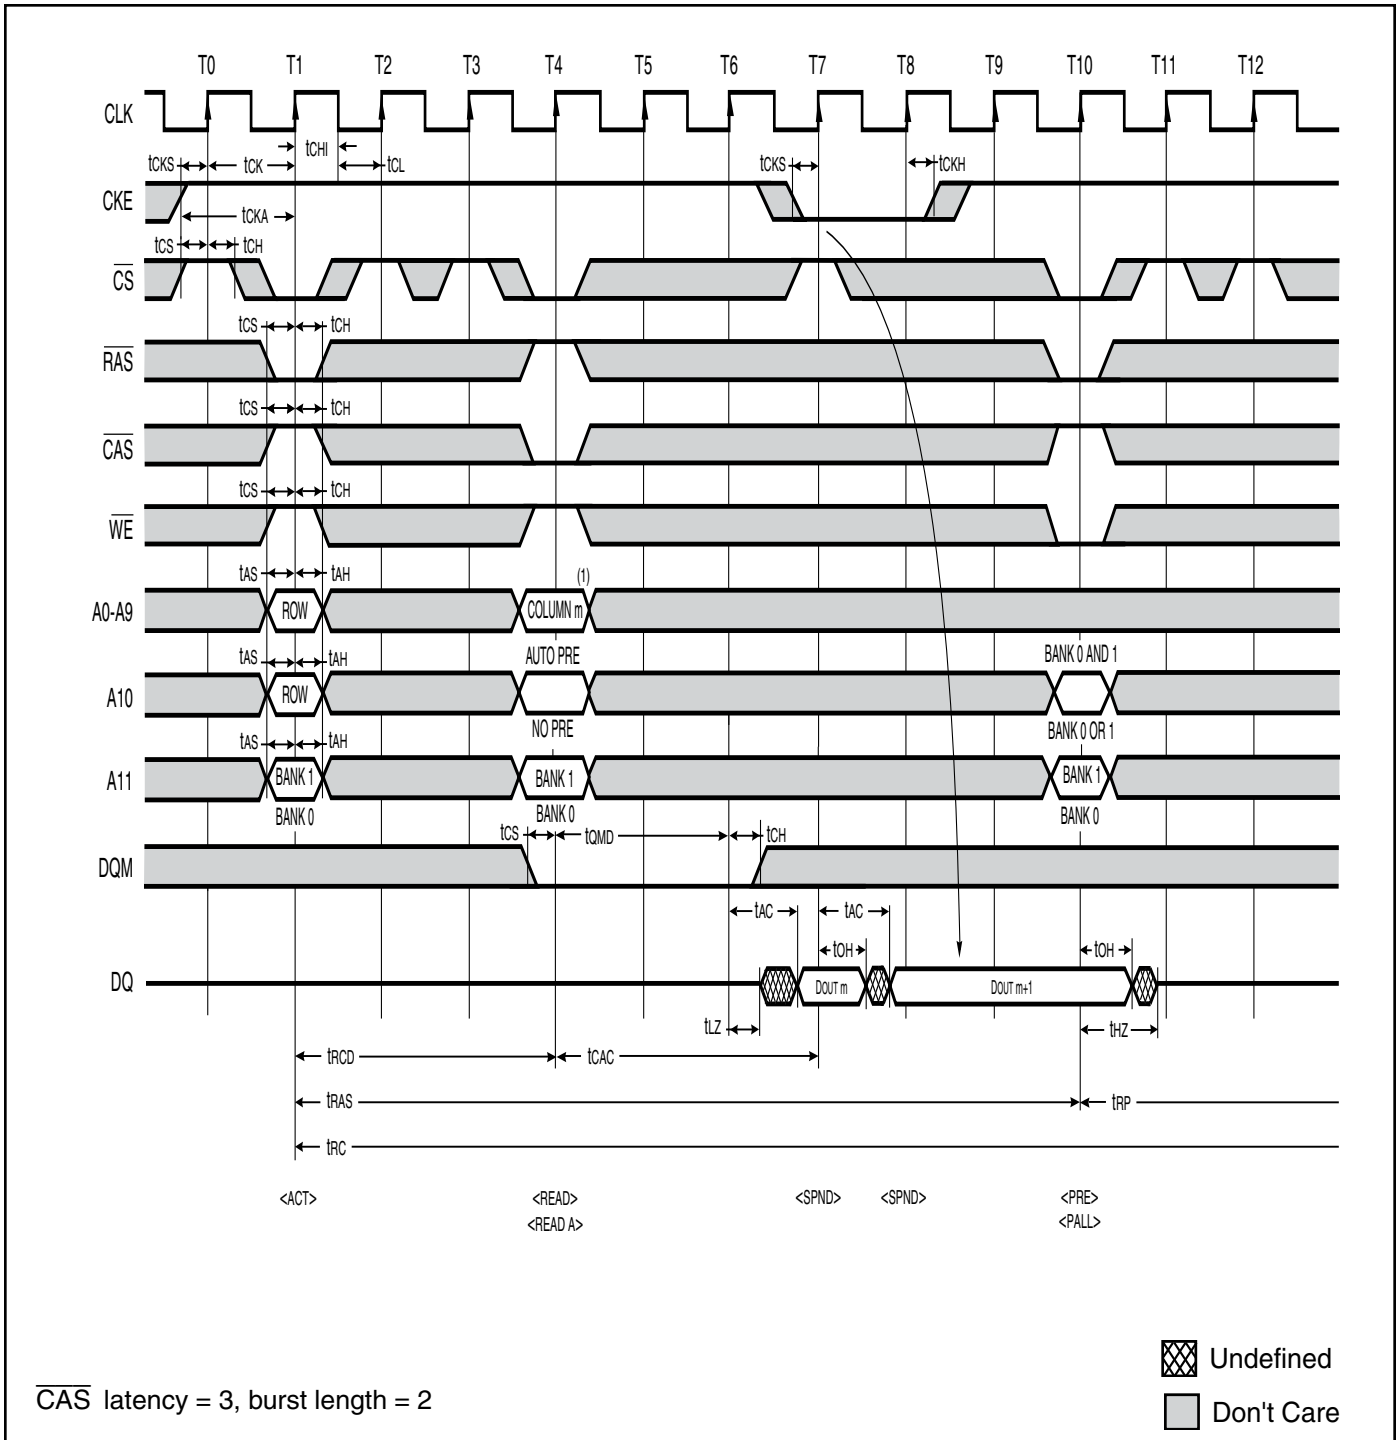 T0 T1 T2 T3 T4 T5 T6 T7 T8 T9 T10 T11 T12
CLK
tCHI
tCKS tCK tCL tCKS tCKH
CKE
tCKA
tCS tCH
CS
tCS tCH
RAS
tCS tCH
CAS
tCS tCH
WE
tAS tAH (1)
A0-A9 ROW COLUMN m
tAS tAH AUTO PRE BANK 0 AND 1
A10 ROW
NO PRE BANK 0 OR 1
tAS tAH
A11 BANK 1 BANK 1 BANK 1
BANK 0 BANK 0 BANK 0
tCS tQMD tCH
DQM
tAC tAC
tOH tOH
DQ DOUT m DOUT m+1
tLZ tHZ
tRCD tCAC
tRAS tRP
tRC
<ACT> <READ> <SPND> <SPND> <PRE>
<READ A> <PALL>
Undefined
CAS latency = 3, burst length = 2
Don't Care